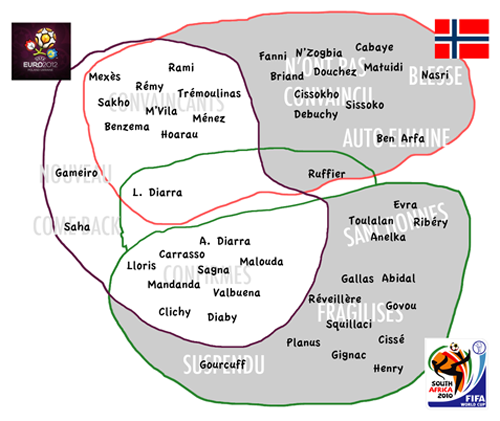 EURO2012
Fanni
N'Zogbia
Cabaye
Rami
N'ONT PAS
Matuidi
Mexès
Briand
Douchez
BLESSE
Nasri
Rémy
Trémoulinas
Cissokho
CONVAINCU
Sakho
CONVAINCANTS
M'Vila
Ménez
Debuchy
Sissoko
Benzema
Hoarau
Ben Arfa
AUTO ELIMINE
Gameiro
NOUVEAU
Ruffier
L. Diarra
Saha
COME BACK
Evra
Toulalan
Ribéry
SANCTIONNES
Anelka
A. Diarra
Carrasso
Malouda
Lloris
Sagna
CONFIRMES
Mandanda
Valbuena
Gallas
Abidal
Clichy
Diaby
Réveillère
Govou
FRAGILISES
Squillaci
Planus
Cissé
Gignac
SUSPENDU
Gourcuff
Henry
SOUTH AFRICA
2010
FIFA
WORLD CUP